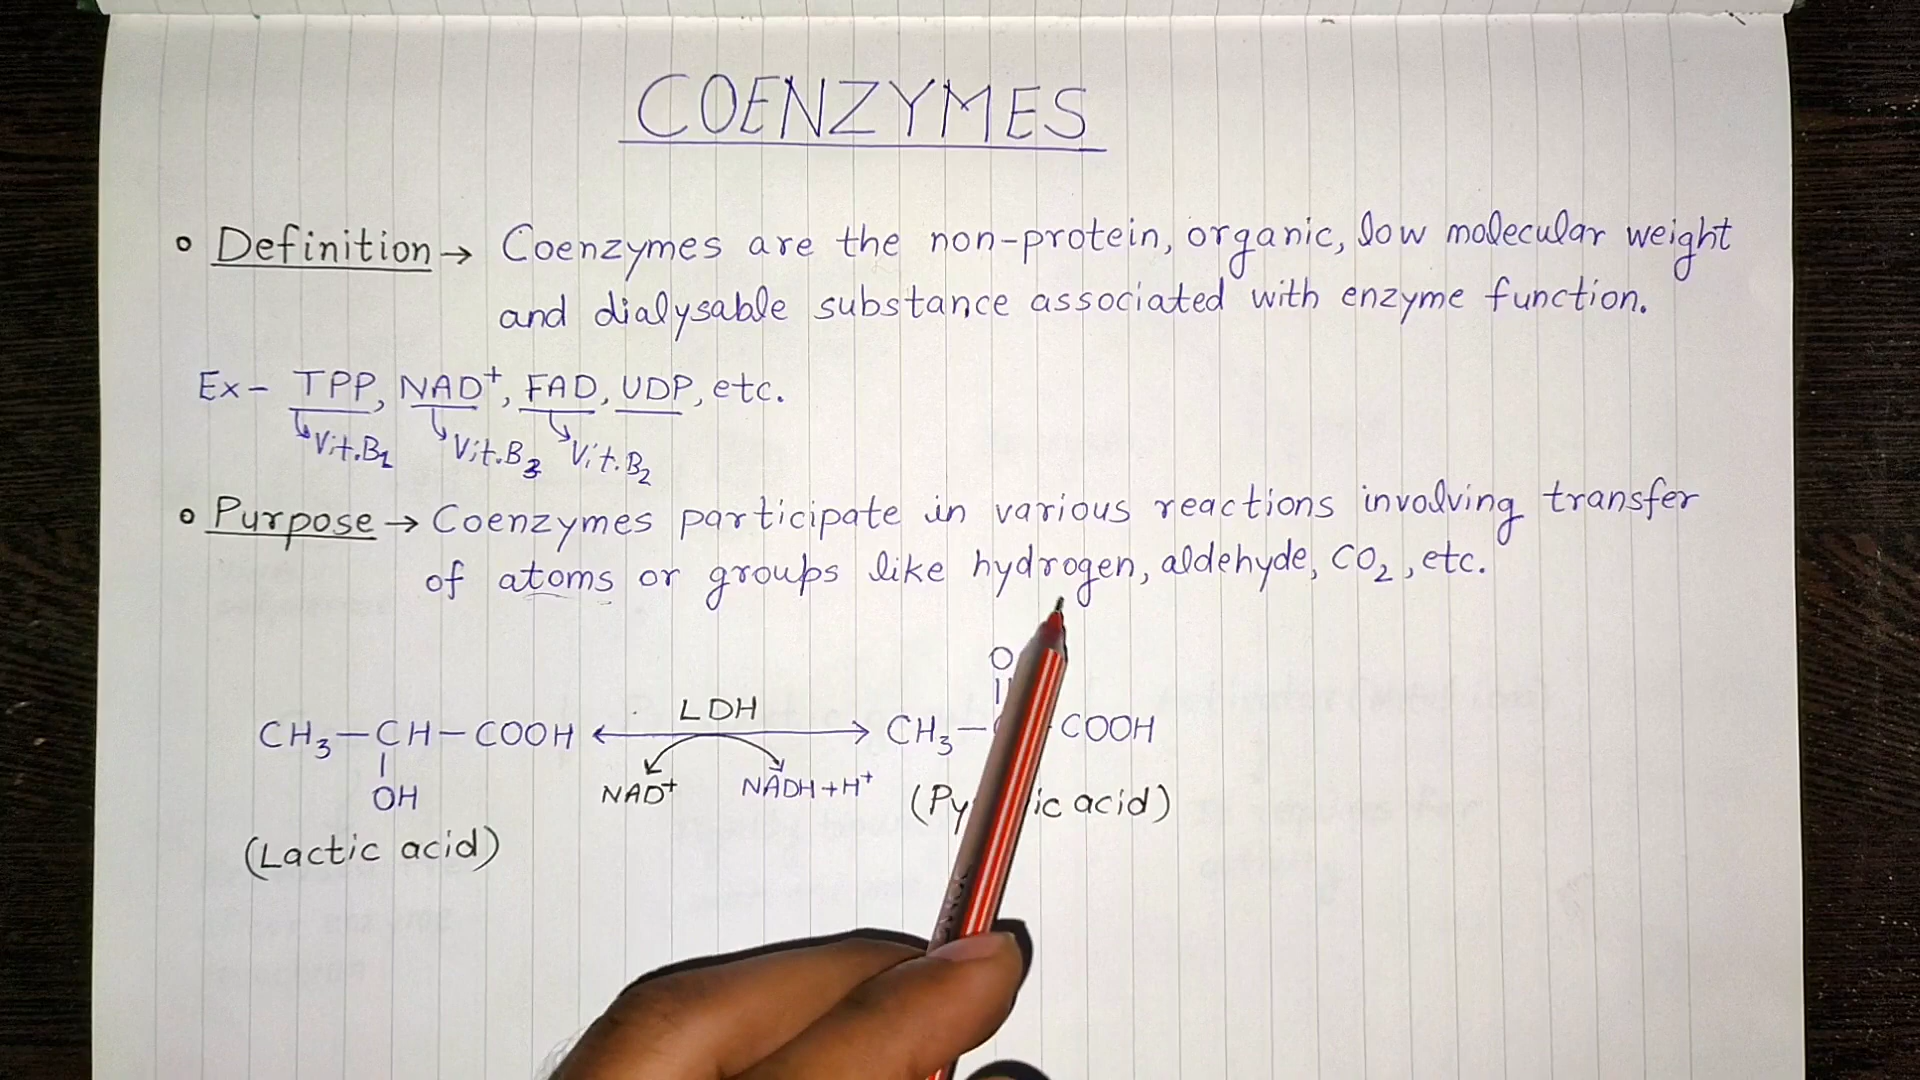 COENZYMES
Definition → Coenzymes are the non-protein, organic, low molecular weight
and dialysable substance associated with enzyme function.
Ex- TPP, NAD⁺, FAD, UDP, etc.
Vit.B₁ Vit.B₃ Vit.B₂
Purpose → Coenzymes participate in various reactions involving transfer
of atoms or groups like hydrogen, aldehyde, CO₂, etc.
O
LDH
CH₃—CH—COOH ⟷ CH₃— COOH
OH
NAD⁺ NADH+H⁺
(Lactic acid)
(Py ic acid)